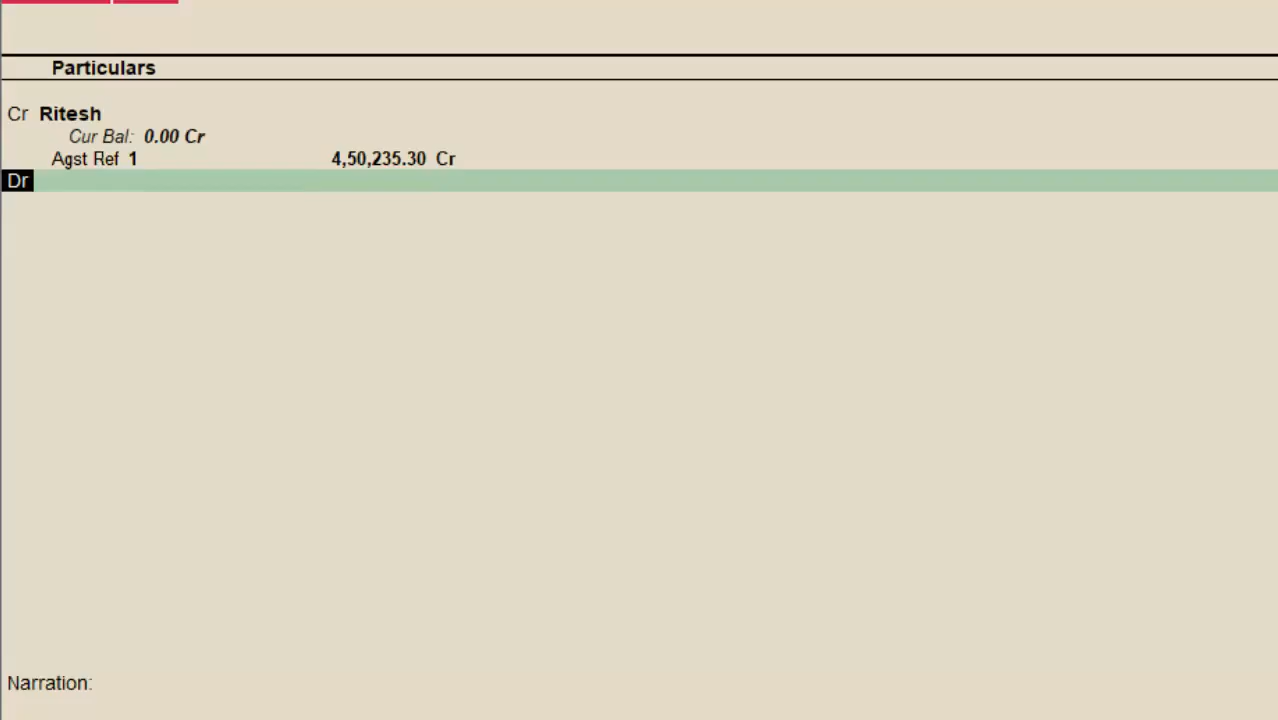 Particulars
Cr Ritesh
Cur Bal: 0.00 Cr
Agst Ref 1 4,50,235.30 Cr
Dr
Narration: